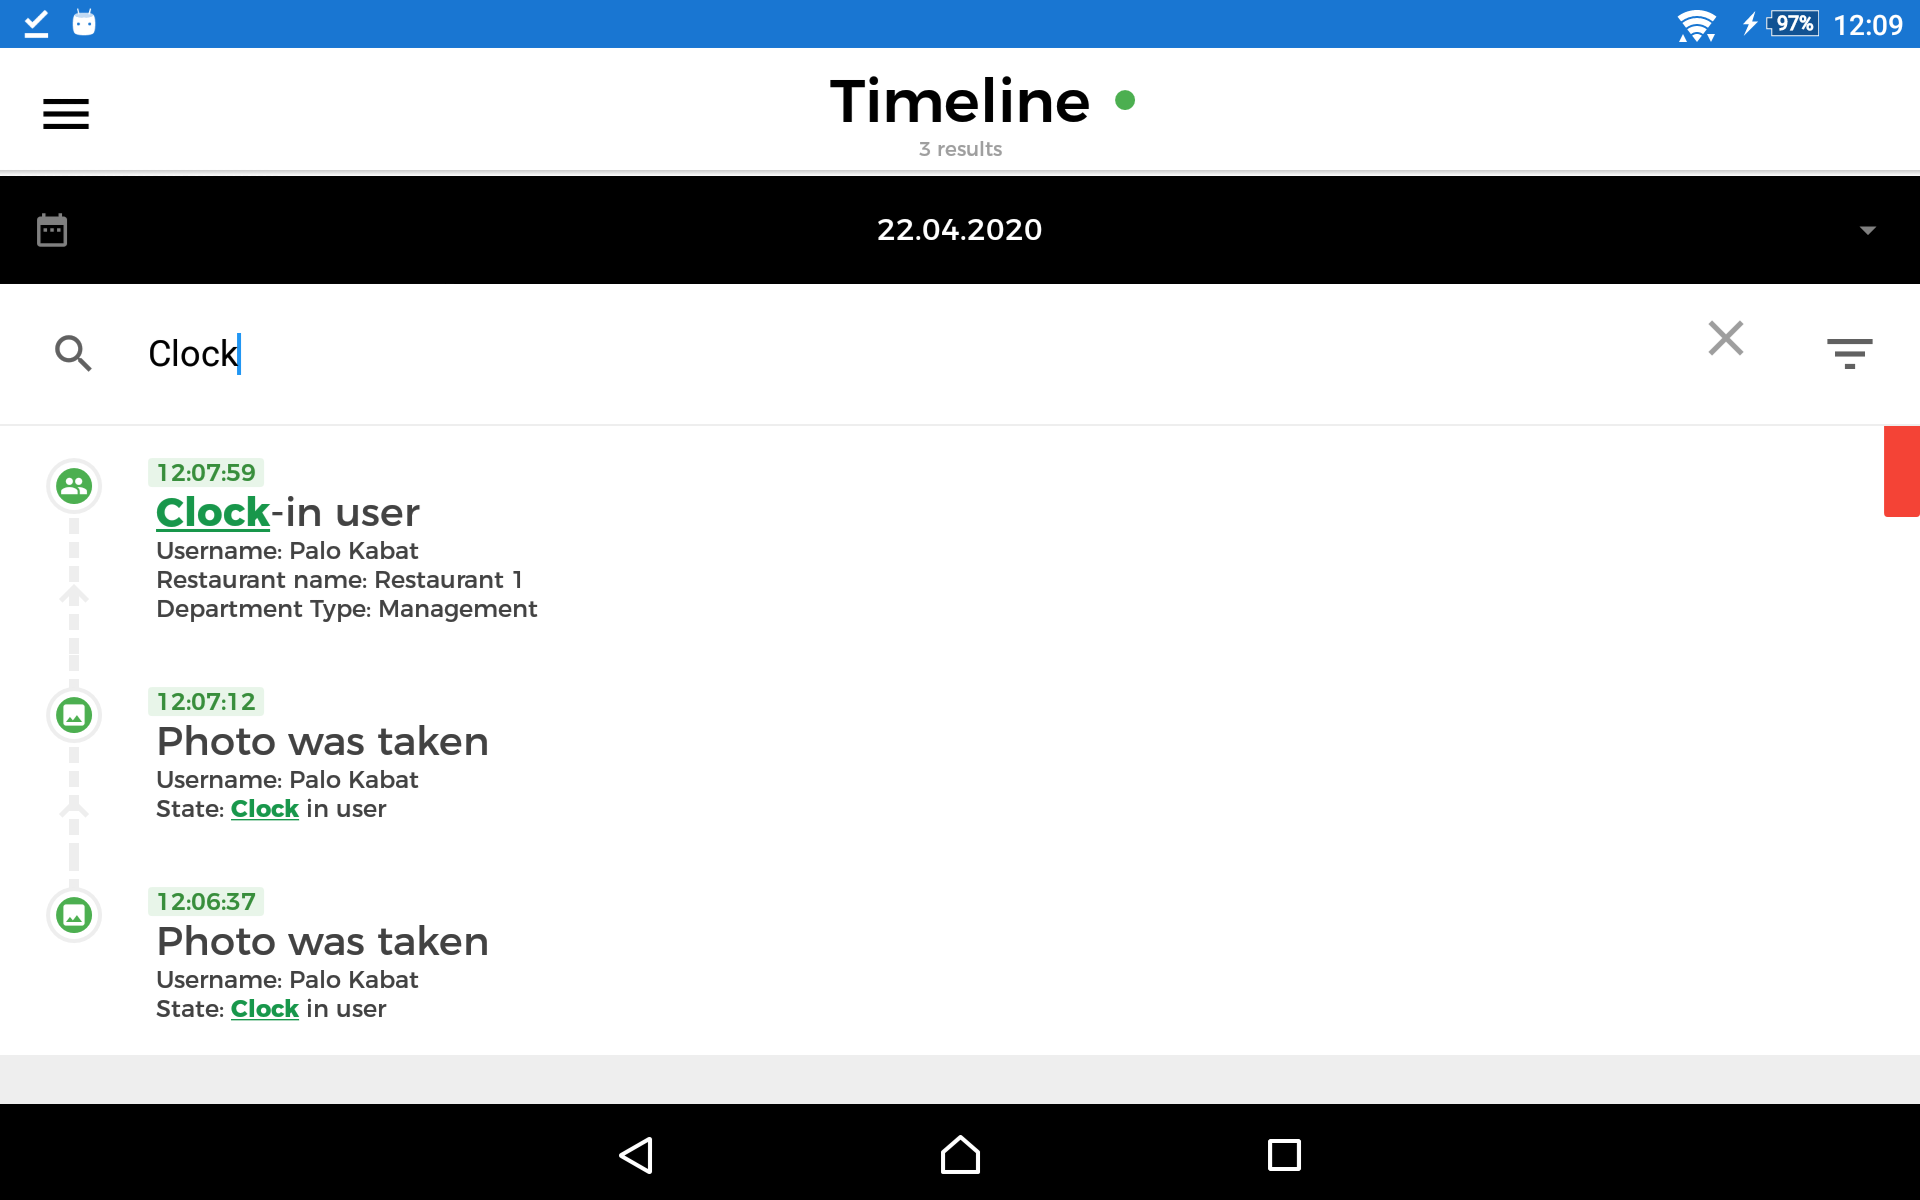 97% 12:09
Timeline
3 results
22.04.2020
Clock
12:07:59
Clock-in user
Username: Palo Kabat
Restaurant name: Restaurant 1
Department Type: Management
12:07:12
Photo was taken
Username: Palo Kabat
State: Clock in user
12:06:37
Photo was taken
Username: Palo Kabat
State: Clock in user